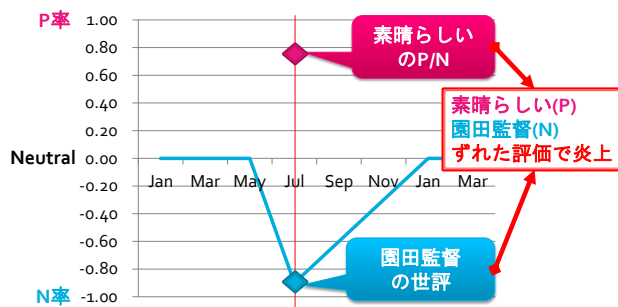 P率
1.00
0.80
0.60
0.40
0.20
Neutral 0.00
-0.20
-0.40
-0.60
-0.80
-1.00
N率
Jan Mar May Jul Sep Nov Jan Mar
素晴らしい
のP/N
素晴らしい(P)
園田監督(N)
ずれた評価で炎上
園田監督
の世評